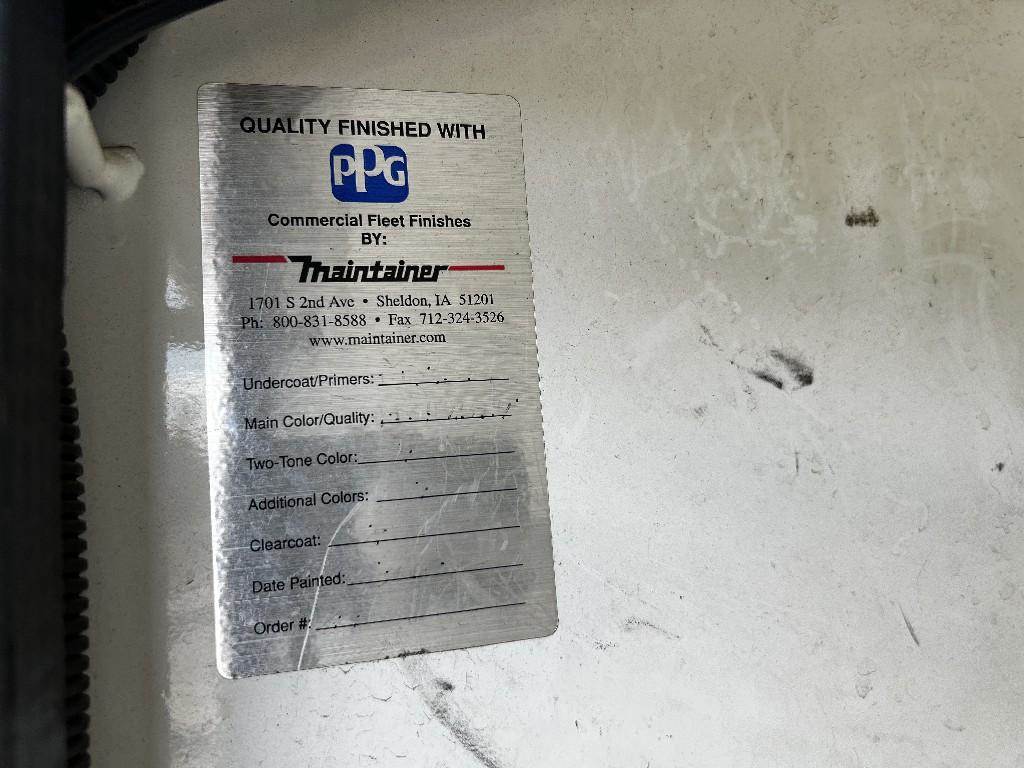 QUALITY FINISHED WITH
PPG
Commercial Fleet Finishes
BY:
Maintainer
1701 S 2nd Ave • Sheldon, IA 51201
Ph: 800-831-8588 • Fax 712-324-3526
www.maintainer.com
Undercoat/Primers:
Main Color/Quality:
Two-Tone Color:
Additional Colors:
Clearcoat:
Date Painted:
Order #: